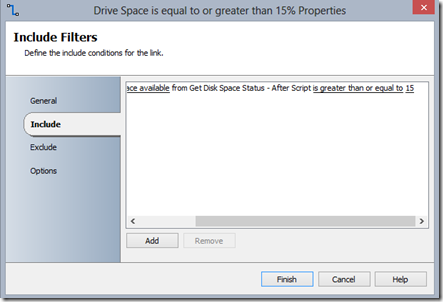 Drive Space is equal to or greater than 15% Properties
Include Filters
Define the include conditions for the link.
General
Include
Exclude
Options
ace available from Get Disk Space Status - After Script is greater than or equal to 15
Add
Remove
Finish
Cancel
Help